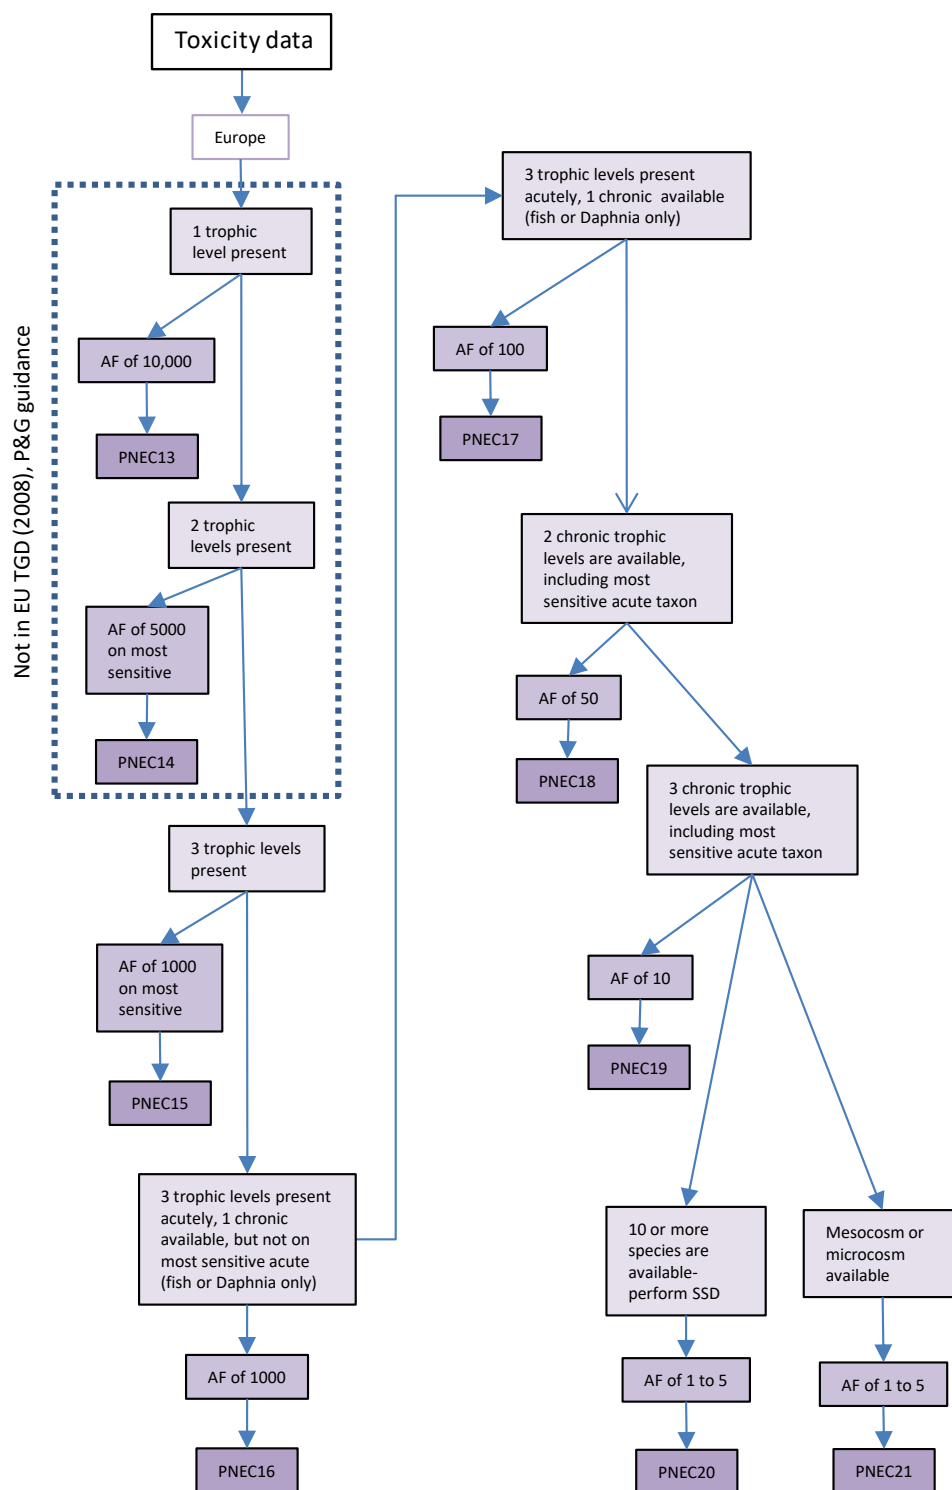 Toxicity data
Europe
Not in EU TGD (2008), P&G guidance
1 trophic
level present
AF of 10,000
PNEC13
2 trophic
levels present
AF of 5000
on most
sensitive
PNEC14
3 trophic levels
present
AF of 1000
on most
sensitive
PNEC15
3 trophic levels present
acutely, 1 chronic
available, but not on
most sensitive acute
(fish or Daphnia only)
AF of 1000
PNEC16
3 trophic levels present
acutely, 1 chronic  available
(fish or Daphnia only)
AF of 100
PNEC17
2 chronic trophic
levels are available,
including most
sensitive acute taxon
AF of 50
PNEC18
3 chronic trophic
levels are available,
including most
sensitive acute taxon
AF of 10
PNEC19
10 or more
species are
available-
perform SSD
AF of 1 to 5
PNEC20
Mesocosm or
microcosm
available
AF of 1 to 5
PNEC21